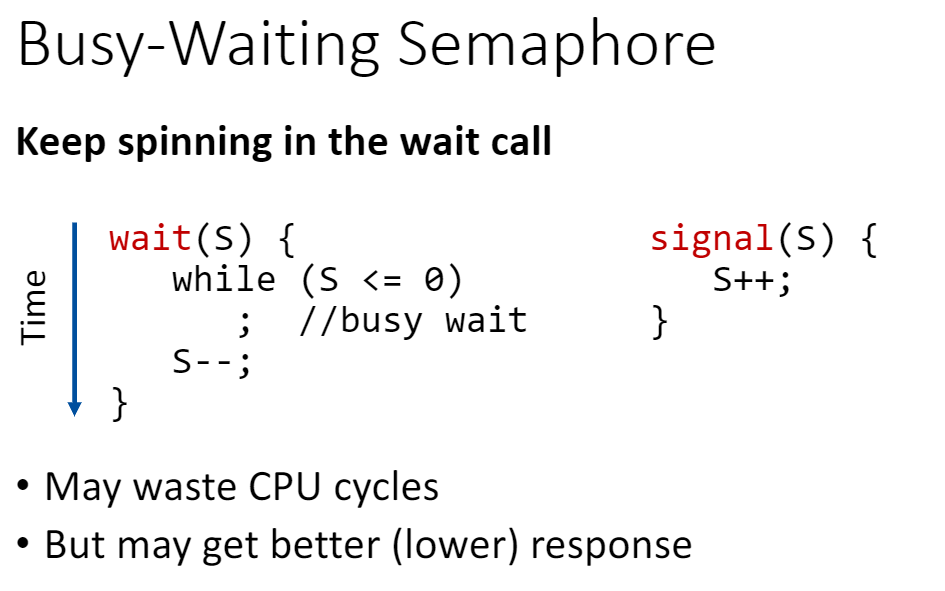 Busy-Waiting Semaphore
Keep spinning in the wait call
Time
wait(S) {
while (S <= 0)
; //busy wait
S--;
}
signal(S) {
S++;
}
• May waste CPU cycles
• But may get better (lower) response